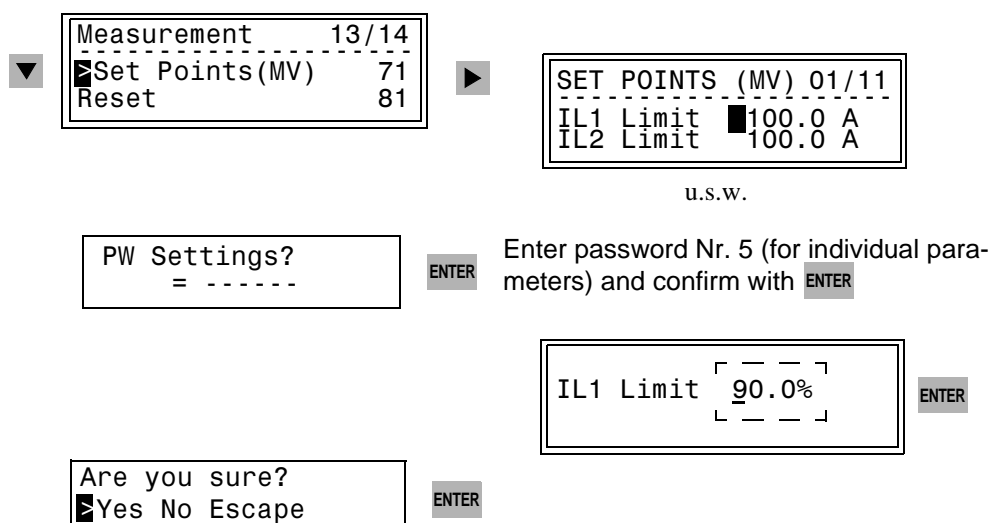 Measurement 13/14
>Set Points(MV) 71
Reset 81
SET POINTS (MV) 01/11
IL1 Limit 100.0 A
IL2 Limit 100.0 A
u.s.w.
PW Settings?
= ------
ENTER
Enter password Nr. 5 (for individual para-
meters) and confirm with ENTER
IL1 Limit 90.0%
ENTER
Are you sure?
>Yes No Escape
ENTER